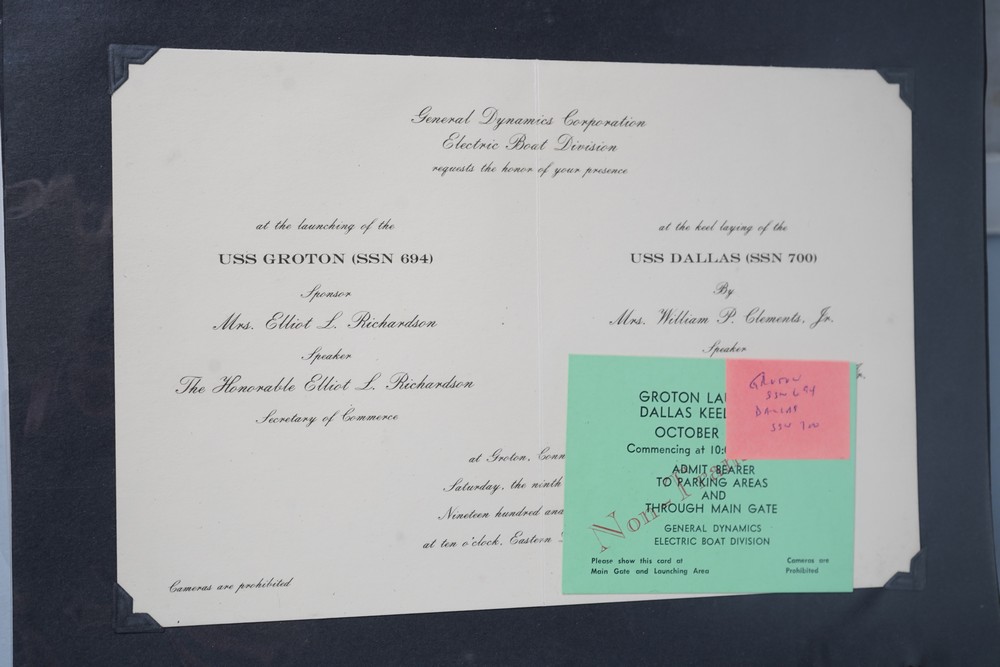 General Dynamics Corporation
Electric Boat Division
requests the honor of your presence
at the launching of the
USS GROTON (SSN 694)
Sponsor
Mrs. Elliot L. Richardson
Speaker
The Honorable Elliot L. Richardson
Secretary of Commerce
at the keel laying of the
USS DALLAS (SSN 700)
By
Mrs. William P. Clements, Jr.
Speaker
at Groton, Conn
Saturday, the ninth
Nineteen hundred and
at ten o'clock, Eastern
Cameras are prohibited
GROTON LAU
DALLAS KEEL
OCTOBER
Commencing at 10:0
ADMIT BEARER
TO PARKING AREAS
AND
THROUGH MAIN GATE
GENERAL DYNAMICS
ELECTRIC BOAT DIVISION
Please show this card at
Main Gate and Launching Area
Cameras are
Prohibited
Non-Tran
GROTON
SSN 694
DALLAS
SSN 700